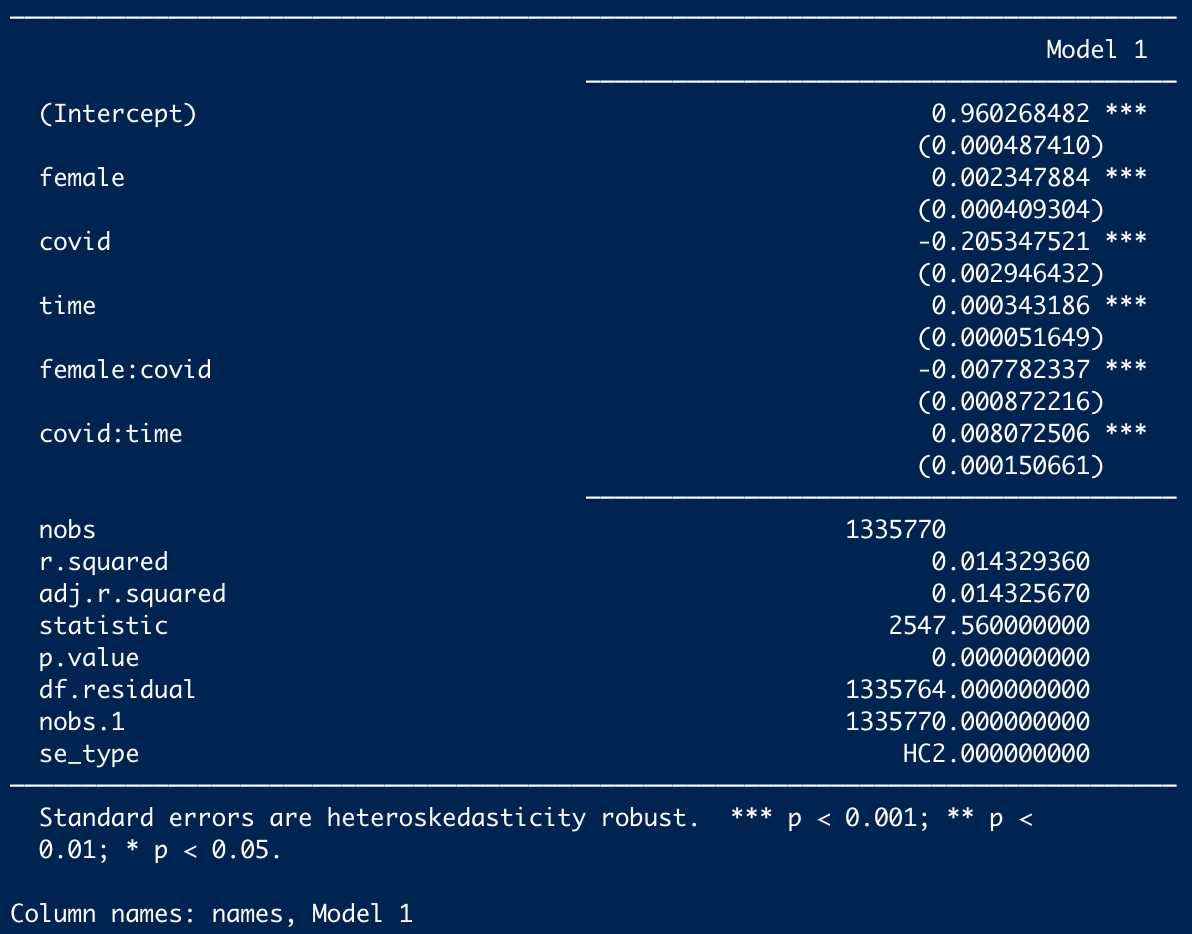 Model 1
(Intercept) 0.960268482 ***
(0.000487410)
female 0.002347884 ***
(0.000409304)
covid -0.205347521 ***
(0.002946432)
time 0.000343186 ***
(0.000051649)
female:covid -0.007782337 ***
(0.000872216)
covid:time 0.008072506 ***
(0.000150661)
nobs 1335770
r.squared 0.014329360
adj.r.squared 0.014325670
statistic 2547.560000000
p.value 0.000000000
df.residual 1335764.000000000
nobs.1 1335770.000000000
se_type HC2.000000000
Standard errors are heteroskedasticity robust. *** p < 0.001; ** p <
0.01; * p < 0.05.
Column names: names, Model 1